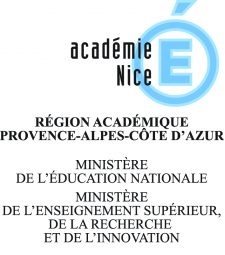 académie
Nice
É
RÉGION ACADÉMIQUE
PROVENCE-ALPES-CÔTE D'AZUR
MINISTÈRE
DE L'ÉDUCATION NATIONALE
MINISTÈRE
DE L'ENSEIGNEMENT SUPÉRIEUR,
DE LA RECHERCHE
ET DE L'INNOVATION